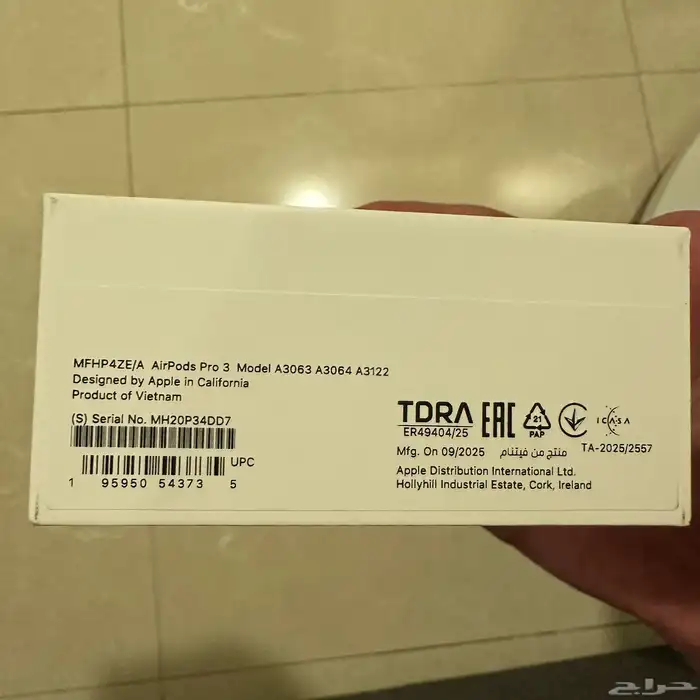 MFHP4ZE/A AirPods Pro 3 Model A3063 A3064 A3122
Designed by Apple in California
Product of Vietnam
(S) Serial No. MH20P34DD7
UPC
1 95950 54373 5
TDRA
ER49404/25
EAC
21
PAP
ICASA
TA-2025/2557
Mfg. On 09/2025 منتج من فيتنام
Apple Distribution International Ltd.
Hollyhill Industrial Estate, Cork, Ireland
حراج